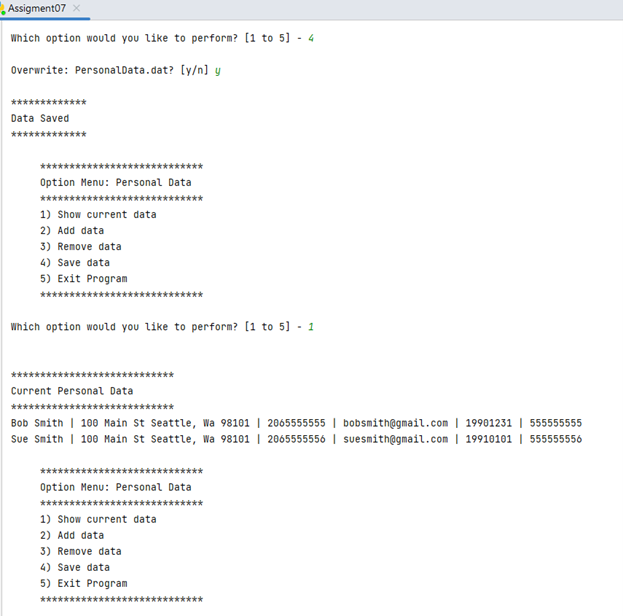 Assigment07
Which option would you like to perform? [1 to 5] - 4
Overwrite: PersonalData.dat? [y/n] y
*************
Data Saved
*************
****************************
Option Menu: Personal Data
****************************
1) Show current data
2) Add data
3) Remove data
4) Save data
5) Exit Program
****************************
Which option would you like to perform? [1 to 5] - 1
****************************
Current Personal Data
****************************
Bob Smith | 100 Main St Seattle, Wa 98101 | 2065555555 | bobsmith@gmail.com | 19901231 | 555555555
Sue Smith | 100 Main St Seattle, Wa 98101 | 2065555556 | suesmith@gmail.com | 19910101 | 555555556
****************************
Option Menu: Personal Data
****************************
1) Show current data
2) Add data
3) Remove data
4) Save data
5) Exit Program
****************************